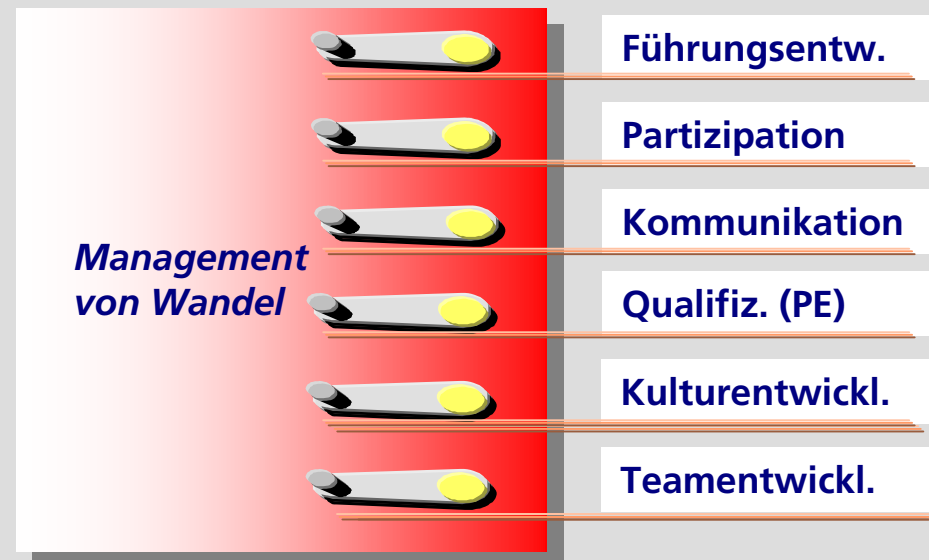 Management
von Wandel
Führungsentw.
Partizipation
Kommunikation
Qualifiz. (PE)
Kulturentwickl.
Teamentwickl.